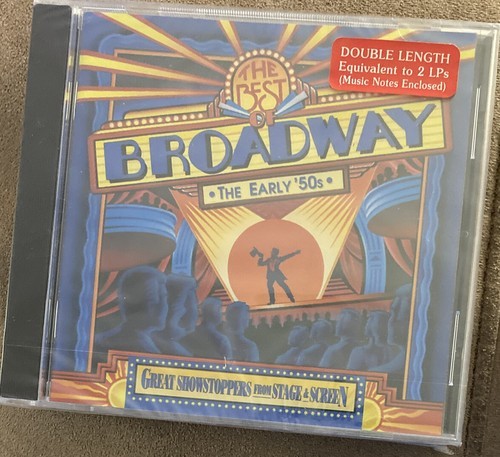 THE
BEST
OF
BROADWAY
• THE EARLY '50s •
DOUBLE LENGTH
Equivalent to 2 LPs
(Music Notes Enclosed)
GREAT SHOWSTOPPERS FROM STAGE & SCREEN